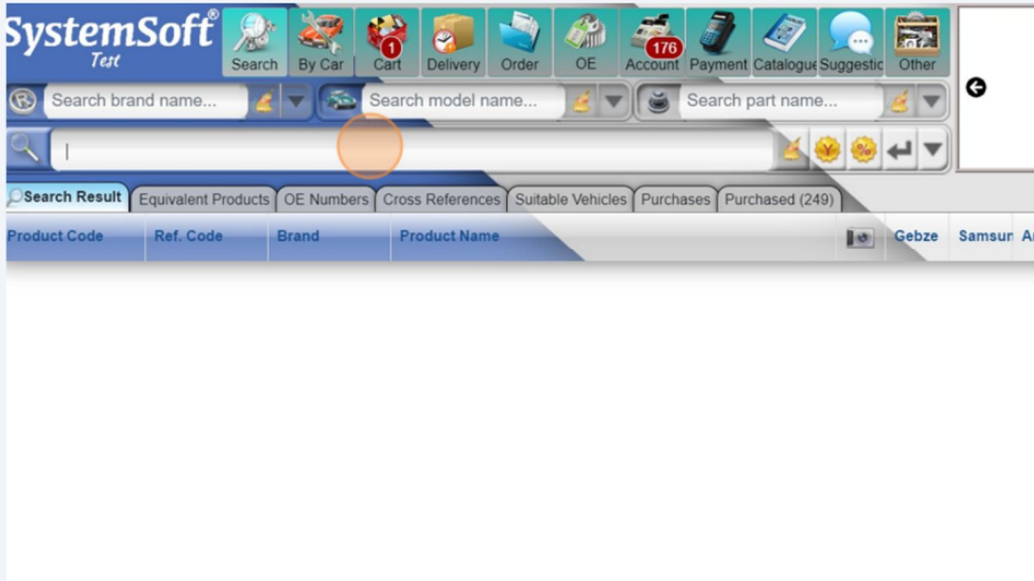 SystemSoft®
Test
Search
By Car
1
Cart
Delivery
Order
OE
176
Account
Payment
Catalogue
Suggestic
Other
® Search brand name...
Search model name...
Search part name...
¥ %
Search Result
Equivalent Products
OE Numbers
Cross References
Suitable Vehicles
Purchases
Purchased (249)
Product Code
Ref. Code
Brand
Product Name
Gebze
Samsun